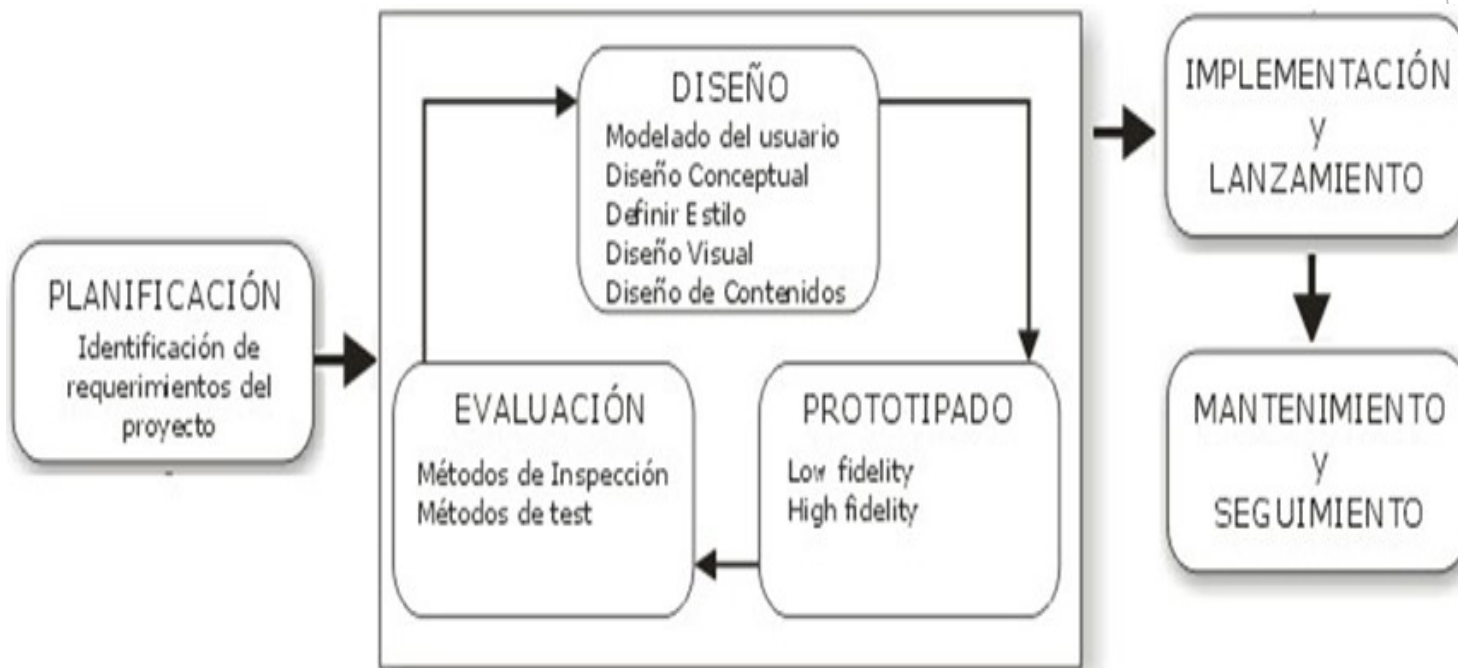 PLANIFICACIÓN
Identificación de
requerimientos del
proyecto
DISEÑO
Modelado del usuario
Diseño Conceptual
Definir Estilo
Diseño Visual
Diseño de Contenidos
PROTOTIPADO
Low fidelity
High fidelity
EVALUACIÓN
Métodos de Inspección
Métodos de test
IMPLEMENTACIÓN
y
LANZAMIENTO
MANTENIMIENTO
y
SEGUIMIENTO